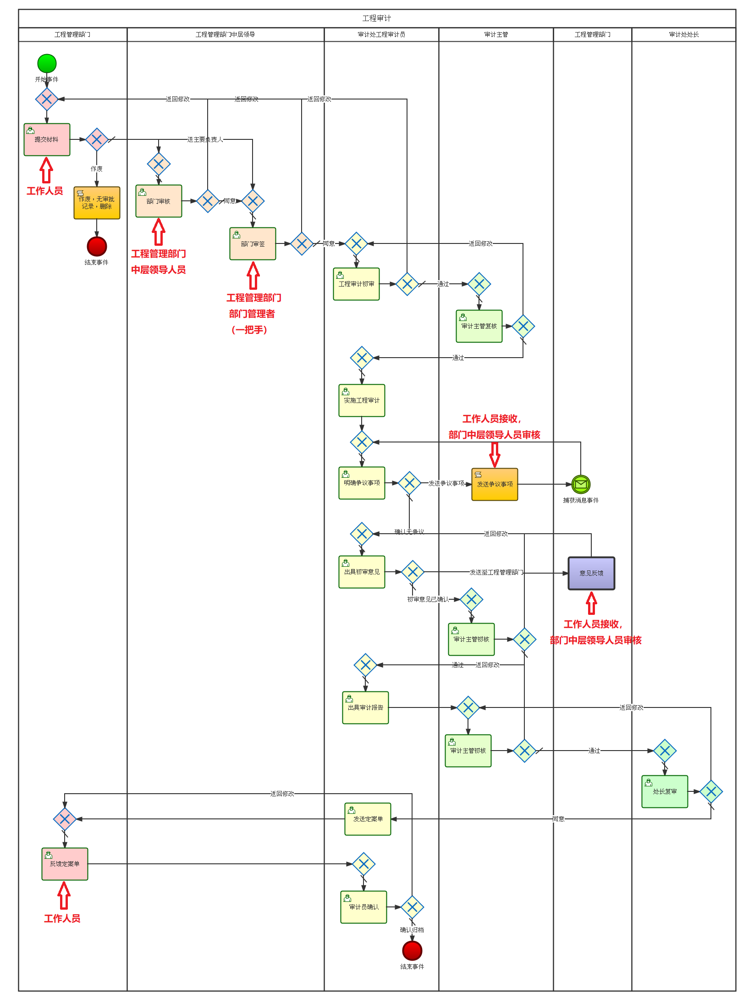 工程审计
工程管理部门
工程管理部门中层领导
审计处工程审计员
审计主管
工程管理部门
审计处处长
开始事件
返回修改
返回修改
返回修改
提交材料
送主要负责人
作废
工作人员
作废，无审批
记录，删除
部门审核
同意
结束事件
工程管理部门
中层领导人员
部门审签
同意
返回修改
工程管理部门
部门管理者
（一把手）
工程审计初审
通过
审计主管复核
通过
实施工程审计
工作人员接收，
部门中层领导人员审核
明确争议事项
发送争议事项
发送争议事项
捕获消息事件
确认无争议
返回修改
出具初审意见
发送至工程管理部门
意见反馈
初审意见已确认
工作人员接收，
部门中层领导人员审核
审计主管初核
通过
返回修改
出具审计报告
返回修改
审计主管初核
通过
处长复审
返回修改
发送定案单
同意
反馈定案单
工作人员
审计员确认
确认归档
结束事件